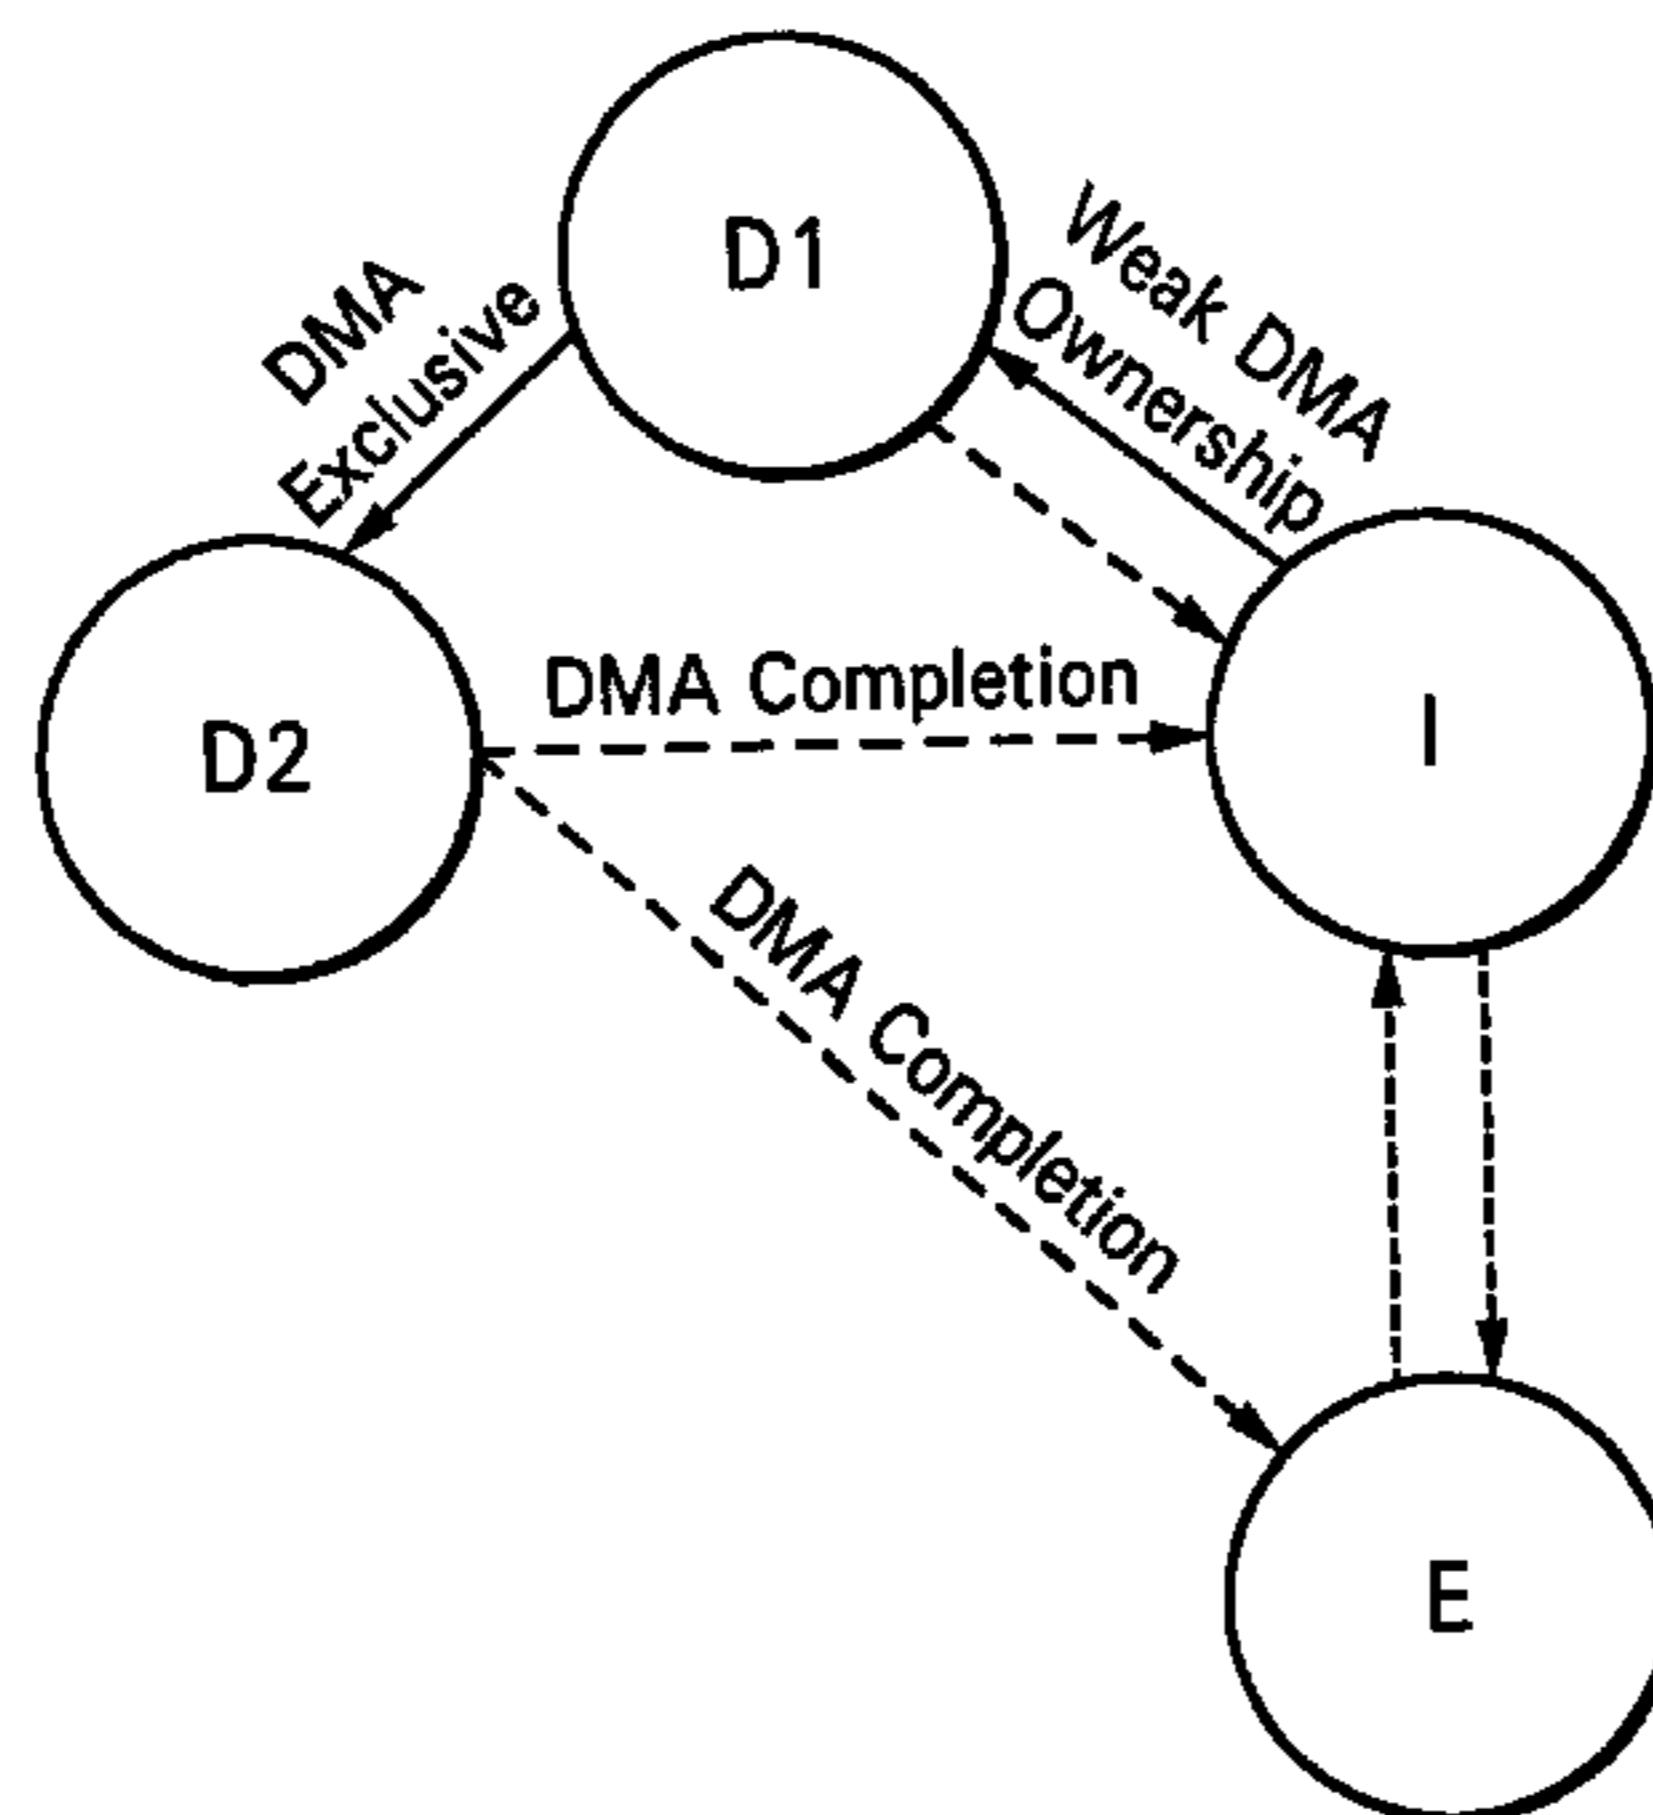 D1
Weak DMA
Ownership
DMA
Exclusive
D2
DMA Completion
I
DMA Completion
E